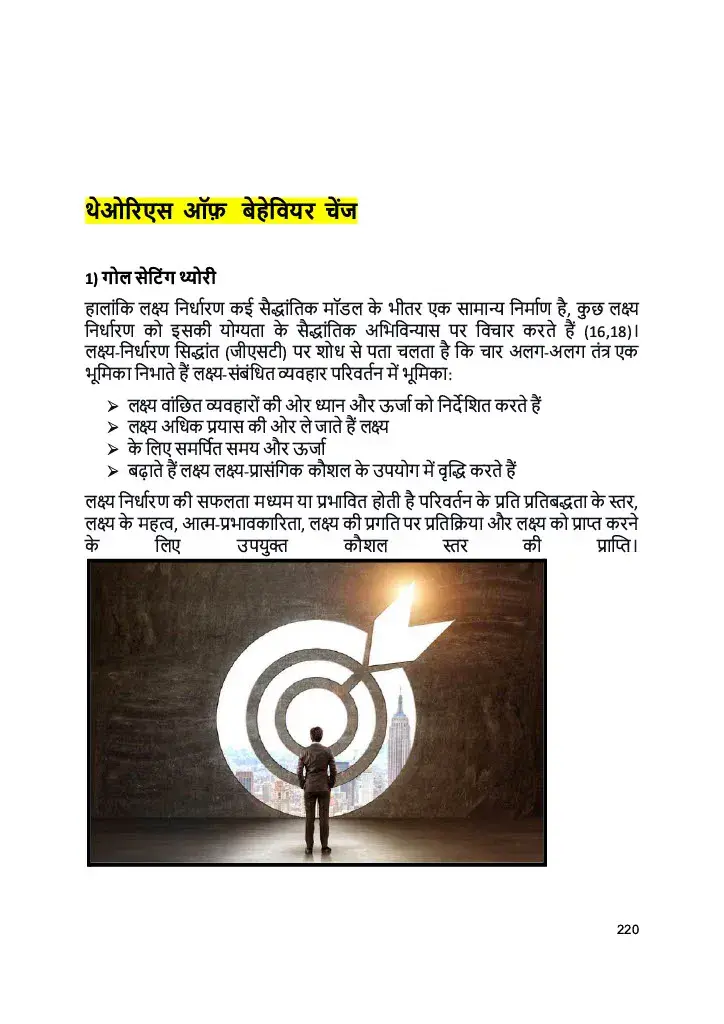 थेओरिएस ऑफ़ बेहेवियर चेंज
1) गोल सेटिंग थ्योरी
हालांकि लक्ष्य निर्धारण कई सैद्धांतिक मॉडल के भीतर एक सामान्य निर्माण है, कुछ लक्ष्य
निर्धारण को इसकी योग्यता के सैद्धांतिक अभिविन्यास पर विचार करते हैं (16,18)।
लक्ष्य-निर्धारण सिद्धांत (जीएसटी) पर शोध से पता चलता है कि चार अलग-अलग तंत्र एक
भूमिका निभाते हैं लक्ष्य-संबंधित व्यवहार परिवर्तन में भूमिका:
➢ लक्ष्य वांछित व्यवहारों की ओर ध्यान और ऊर्जा को निर्देशित करते हैं
➢ लक्ष्य अधिक प्रयास की ओर ले जाते हैं लक्ष्य
➢ के लिए समर्पित समय और ऊर्जा
➢ बढ़ाते हैं लक्ष्य लक्ष्य-प्रासंगिक कौशल के उपयोग में वृद्धि करते हैं
लक्ष्य निर्धारण की सफलता मध्यम या प्रभावित होती है परिवर्तन के प्रति प्रतिबद्धता के स्तर,
लक्ष्य के महत्व, आत्म-प्रभावकारिता, लक्ष्य की प्रगति पर प्रतिक्रिया और लक्ष्य को प्राप्त करने
के लिए उपयुक्त कौशल स्तर की प्राप्ति।
220